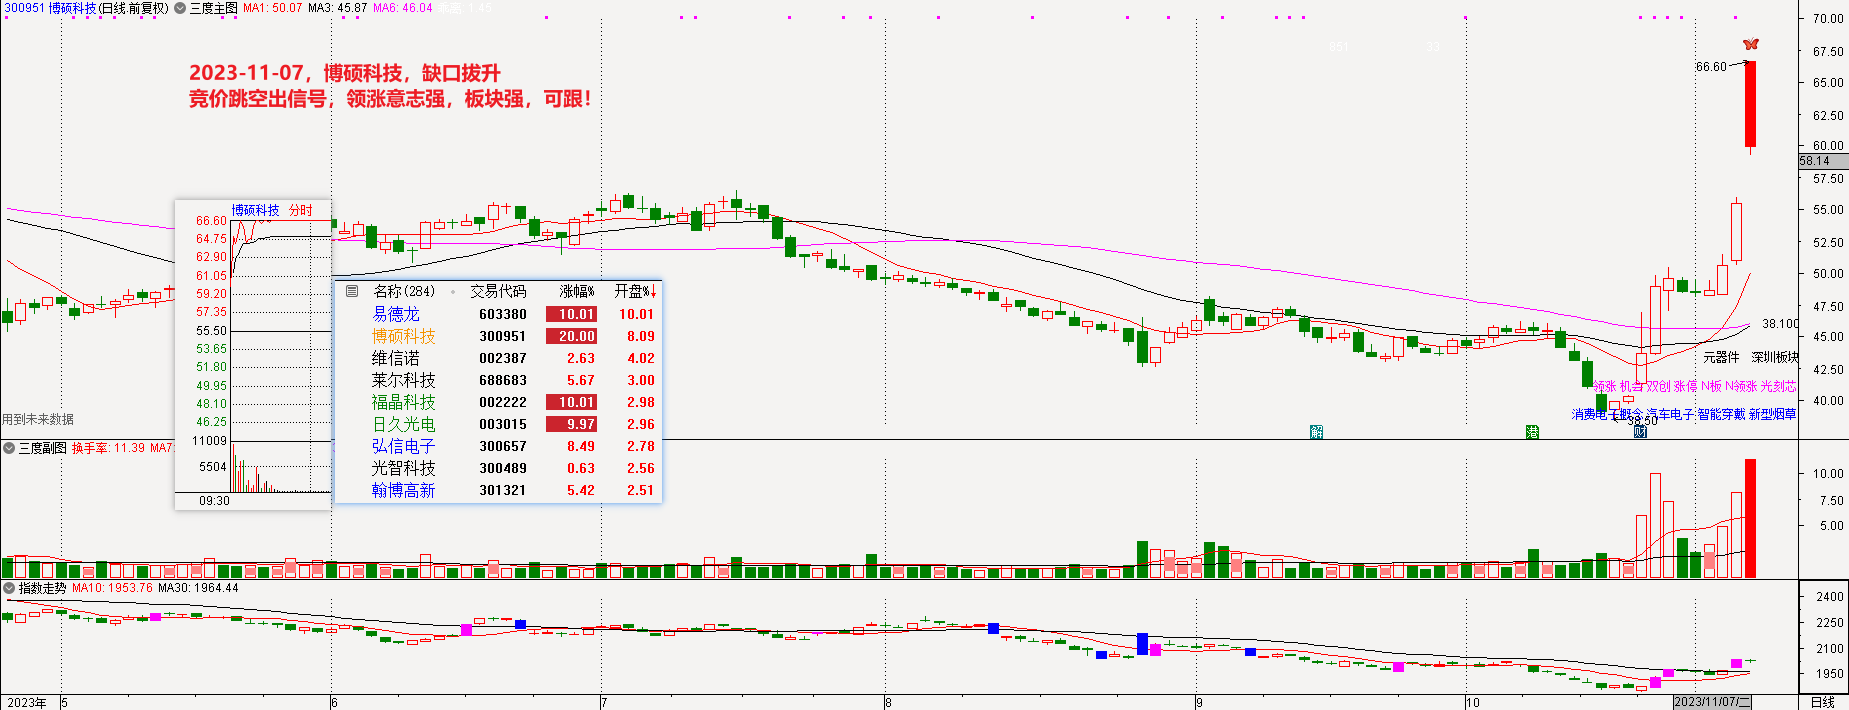 300951 博硕科技(日线.前复权) 三度主图 MA1: 50.07 MA3: 45.87 MA6: 46.04 乖离: 1.45
70.00
67.50
65.00
62.50
60.00
58.14
57.50
55.00
52.50
50.00
47.50
45.00
42.50
40.00
851 33
66.60
2023-11-07，博硕科技，缺口拔升
竞价跳空出信号，领涨意志强，板块强，可跟！
博硕科技 分时
66.60
64.75
62.90
61.05
59.20
57.35
55.50
53.65
51.80
49.95
48.10
46.25
11009
5504
09:30
名称(284) 交易代码 涨幅% 开盘%↓
易德龙 603380 10.01 10.01
博硕科技 300951 20.00 8.09
维信诺 002387 2.63 4.02
莱尔科技 688683 5.67 3.00
福晶科技 002222 10.01 2.98
日久光电 003015 9.97 2.96
弘信电子 300657 8.49 2.78
光智科技 300489 0.63 2.56
翰博高新 301321 5.42 2.51
38.100
元器件 深圳板块
领涨 机会 双创 涨停 N板 N领涨 光刻芯
消费电子概念 汽车电子 智能穿戴 新型烟草
38.50
用到未来数据
解 港 财
三度副图 换手率: 11.39 MA7:
10.00
7.50
5.00
指数走势 MA10: 1953.76 MA30: 1964.44
2400
2250
2100
1950
2023年 5 6 7 8 9 10 2023/11/07/二 日线